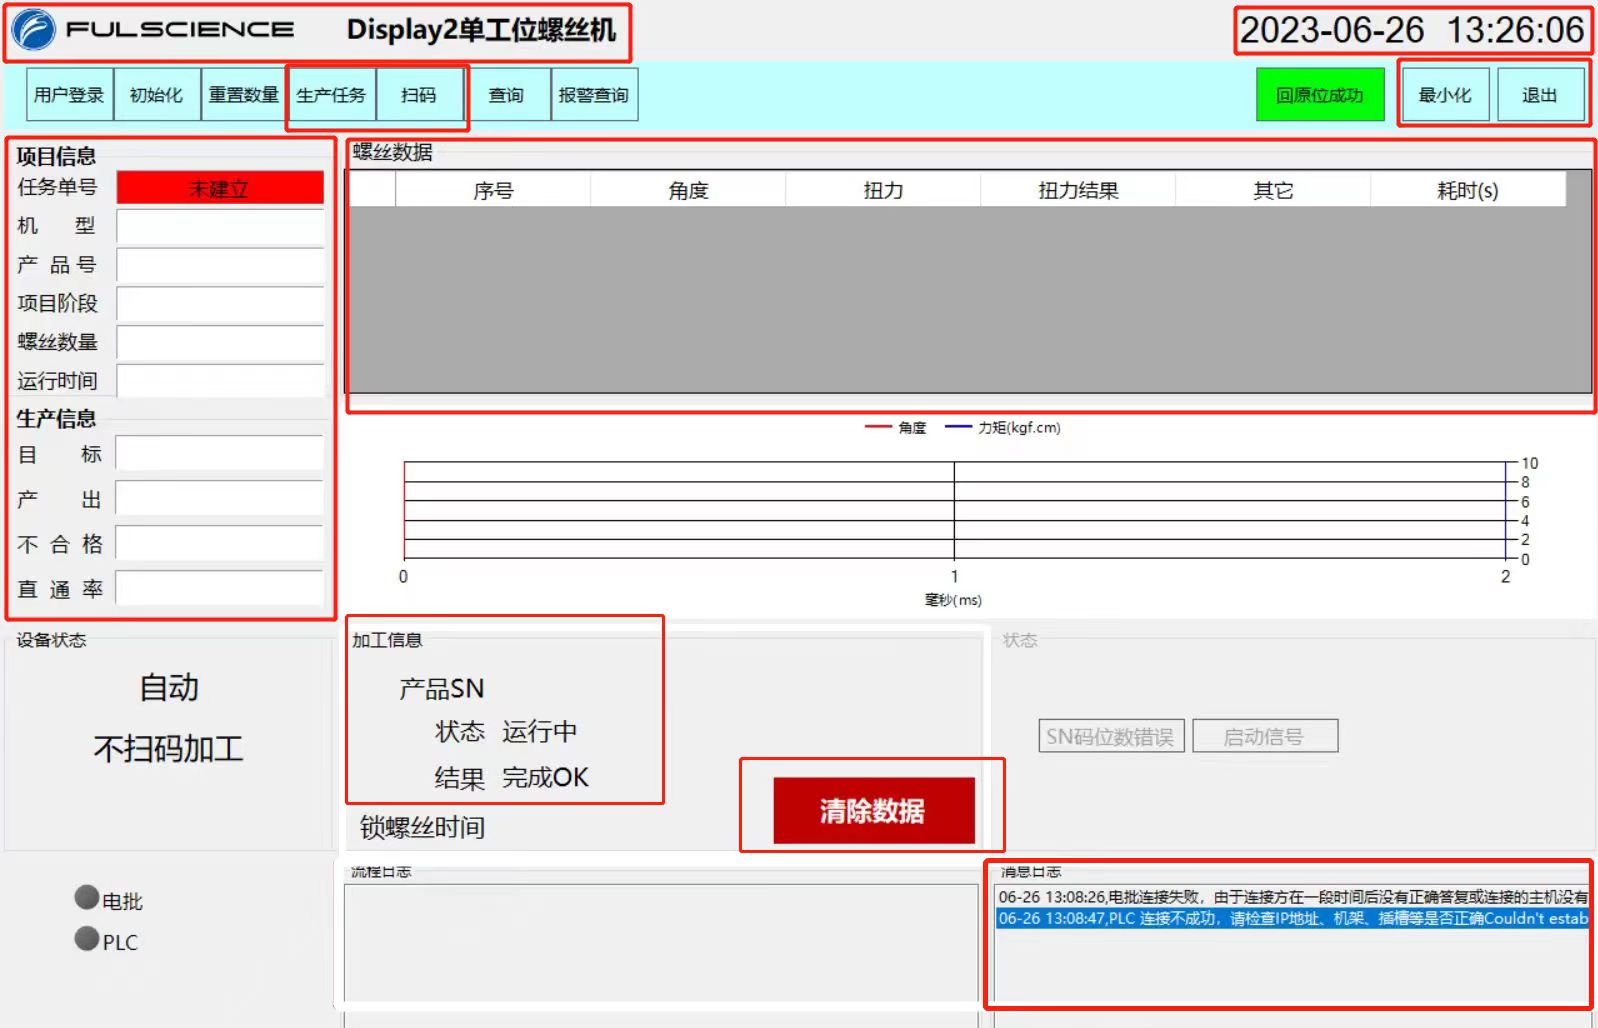 FULSCIENCE Display2单工位螺丝机 2023-06-26 13:26:06
用户登录 初始化 重置数量 生产任务 扫码 查询 报警查询 回原位成功 最小化 退出
项目信息
任务单号 未建立
机 型
产 品 号
项目阶段
螺丝数量
运行时间
生产信息
目 标
产 出
不 合 格
直 通 率
螺丝数据
序号 角度 扭力 扭力结果 其它 耗时(s)
角度 力矩(kgf.cm)
10
8
6
4
2
0
0 1 2
毫秒(ms)
设备状态
自动
不扫码加工
加工信息
产品SN
状态 运行中
结果 完成OK
锁螺丝时间
清除数据
状态
SN码位数错误 启动信号
电批
PLC
流程日志
消息日志
06-26 13:08:26,电批连接失败，由于连接方在一段时间后没有正确答复或连接的主机没有
06-26 13:08:47,PLC 连接不成功，请检查IP地址、机架、插槽等是否正确Couldn't estab